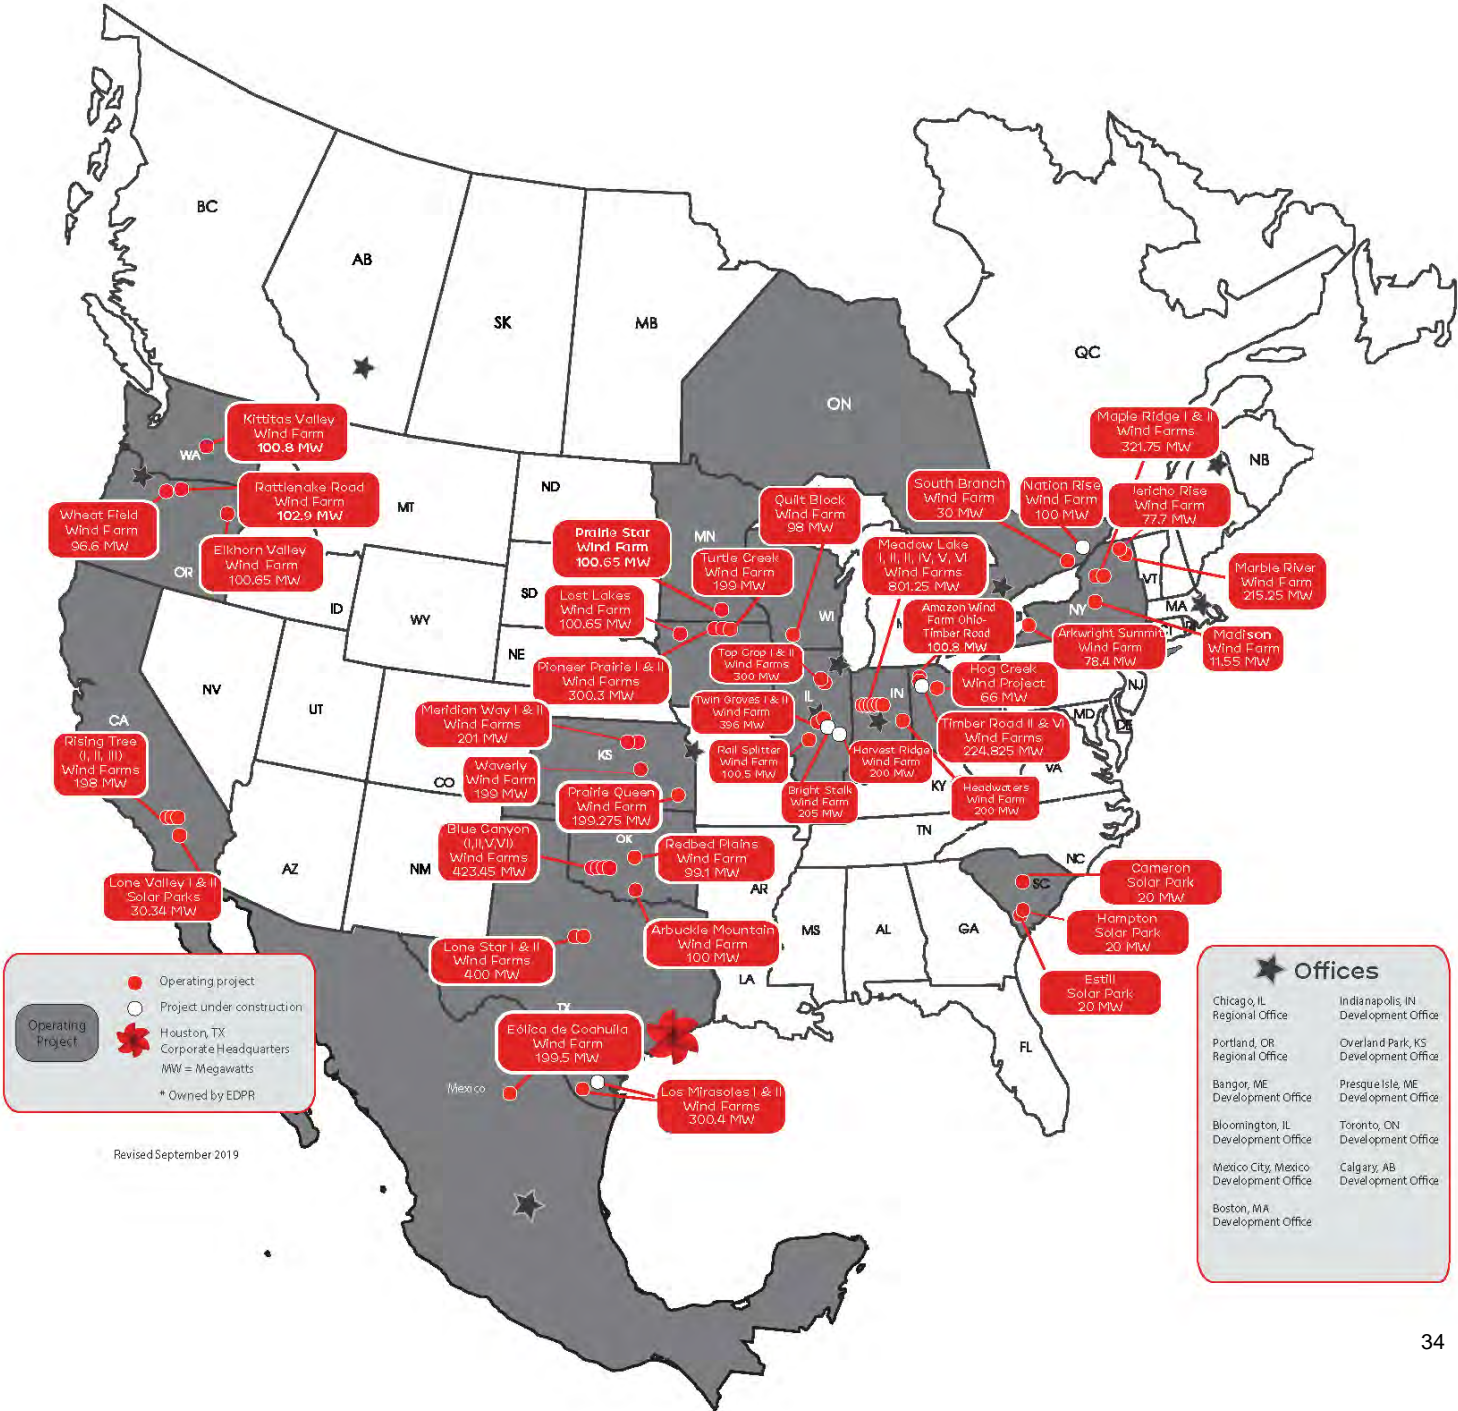 BC
AB
SK
MB
ON
QC
NB
WA
OR
CA
NV
ID
MT
WY
UT
AZ
CO
NM
ND
SD
NE
KS
OK
TX
MN
WI
IL
IN
KY
TN
AR
LA
MS
AL
GA
FL
SC
NC
VA
MD
DE
NJ
NY
VT
MA
Mexico
Kittitas Valley
Wind Farm
100.8 MW
Rattlenake Road
Wind Farm
102.9 MW
Wheat Field
Wind Farm
96.6 MW
Elkhorn Valley
Wind Farm
100.65 MW
Rising Tree
(I, II, III)
Wind Farms
198 MW
Lone Valley I & II
Solar Parks
30.34 MW
Prairie Star
Wind Farm
100.65 MW
Turtle Creek
Wind Farm
199 MW
Lost Lakes
Wind Farm
100.65 MW
Pioneer Prairie I & II
Wind Farms
300.3 MW
Quilt Block
Wind Farm
98 MW
Top Crop I & II
Wind Farms
300 MW
Twin Groves I & II
Wind Farm
396 MW
Rail Splitter
Wind Farm
100.5 MW
Bright Stalk
Wind Farm
205 MW
Harvest Ridge
Wind Farm
200 MW
Meadow Lake
I, II, II, IV, V, VI
Wind Farms
801.25 MW
Amazon Wind
Farm Ohio-
Timber Road
100.8 MW
Hog Creek
Wind Project
66 MW
Timber Road II & VI
Wind Farms
224.825 MW
Headwaters
Wind Farm
200 MW
South Branch
Wind Farm
30 MW
Nation Rise
Wind Farm
100 MW
Maple Ridge I & II
Wind Farms
321.75 MW
Jericho Rise
Wind Farm
77.7 MW
Marble River
Wind Farm
215.25 MW
Madison
Wind Farm
11.55 MW
Arkwright Summit
Wind Farm
78.4 MW
Meridian Way I & II
Wind Farms
201 MW
Waverly
Wind Farm
199 MW
Prairie Queen
Wind Farm
199.275 MW
Blue Canyon
(I,II,V,VI)
Wind Farms
423.45 MW
Redbed Plains
Wind Farm
99.1 MW
Arbuckle Mountain
Wind Farm
100 MW
Lone Star I & II
Wind Farms
400 MW
Eólica de Coahuila
Wind Farm
199.5 MW
Los Mirasoles I & II
Wind Farms
300.4 MW
Cameron
Solar Park
20 MW
Hampton
Solar Park
20 MW
Estill
Solar Park
20 MW
Operating
Project
Operating project
Project under construction
Houston, TX
Corporate Headquarters
MW = Megawatts
* Owned by EDPR
Revised September 2019
Offices
Chicago, IL
Regional Office
Portland, OR
Regional Office
Bangor, ME
Development Office
Bloomington, IL
Development Office
Mexico City, Mexico
Development Office
Boston, MA
Development Office
Indianapolis, IN
Development Office
Overland Park, KS
Development Office
Presque Isle, ME
Development Office
Toronto, ON
Development Office
Calgary, AB
Development Office
34